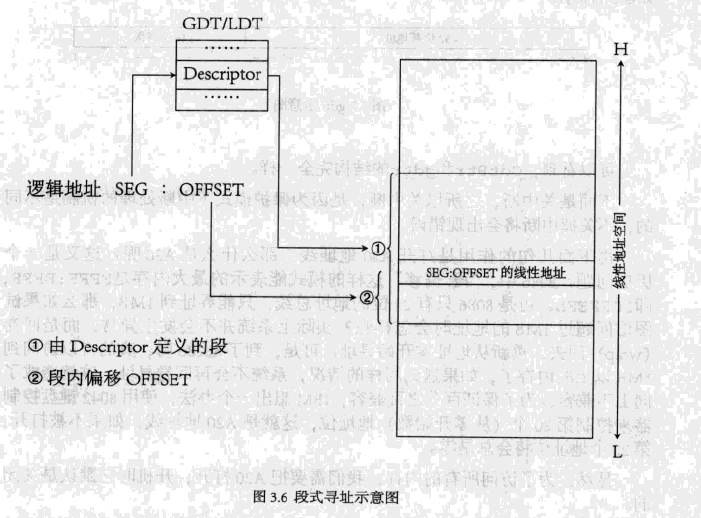 GDT/LDT
······
Descriptor
······
H
逻辑地址 SEG : OFFSET
①
SEG:OFFSET 的线性地址
②
线性地址空间
①由 Descriptor 定义的段
②段内偏移 OFFSET
L
图 3.6 段式寻址示意图